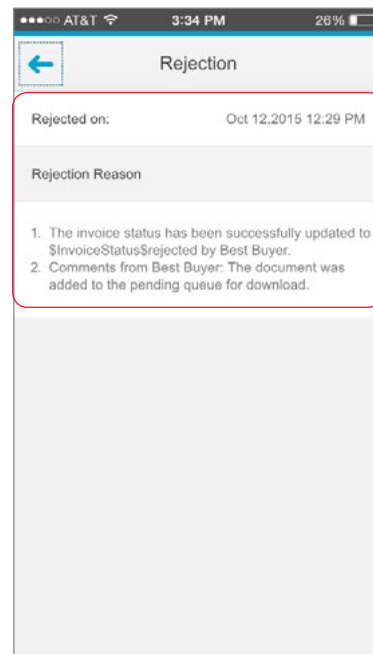 AT&T 3:34 PM 26%
Rejection
Rejected on: Oct 12,2015 12:29 PM
Rejection Reason
1. The invoice status has been successfully updated to
$InvoiceStatus$rejected by Best Buyer.
2. Comments from Best Buyer: The document was
added to the pending queue for download.